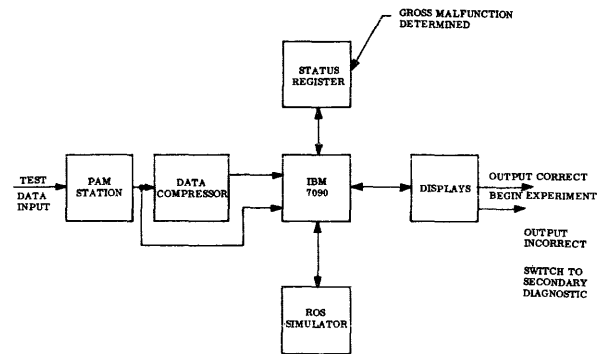 GROSS MALFUNCTION
DETERMINED
STATUS
REGISTER
TEST
DATA
INPUT
PAM
STATION
DATA
COMPRESSOR
IBM
7090
DISPLAYS
OUTPUT CORRECT
BEGIN EXPERIMENT
OUTPUT
INCORRECT
SWITCH TO
SECONDARY
DIAGNOSTIC
ROS
SIMULATOR